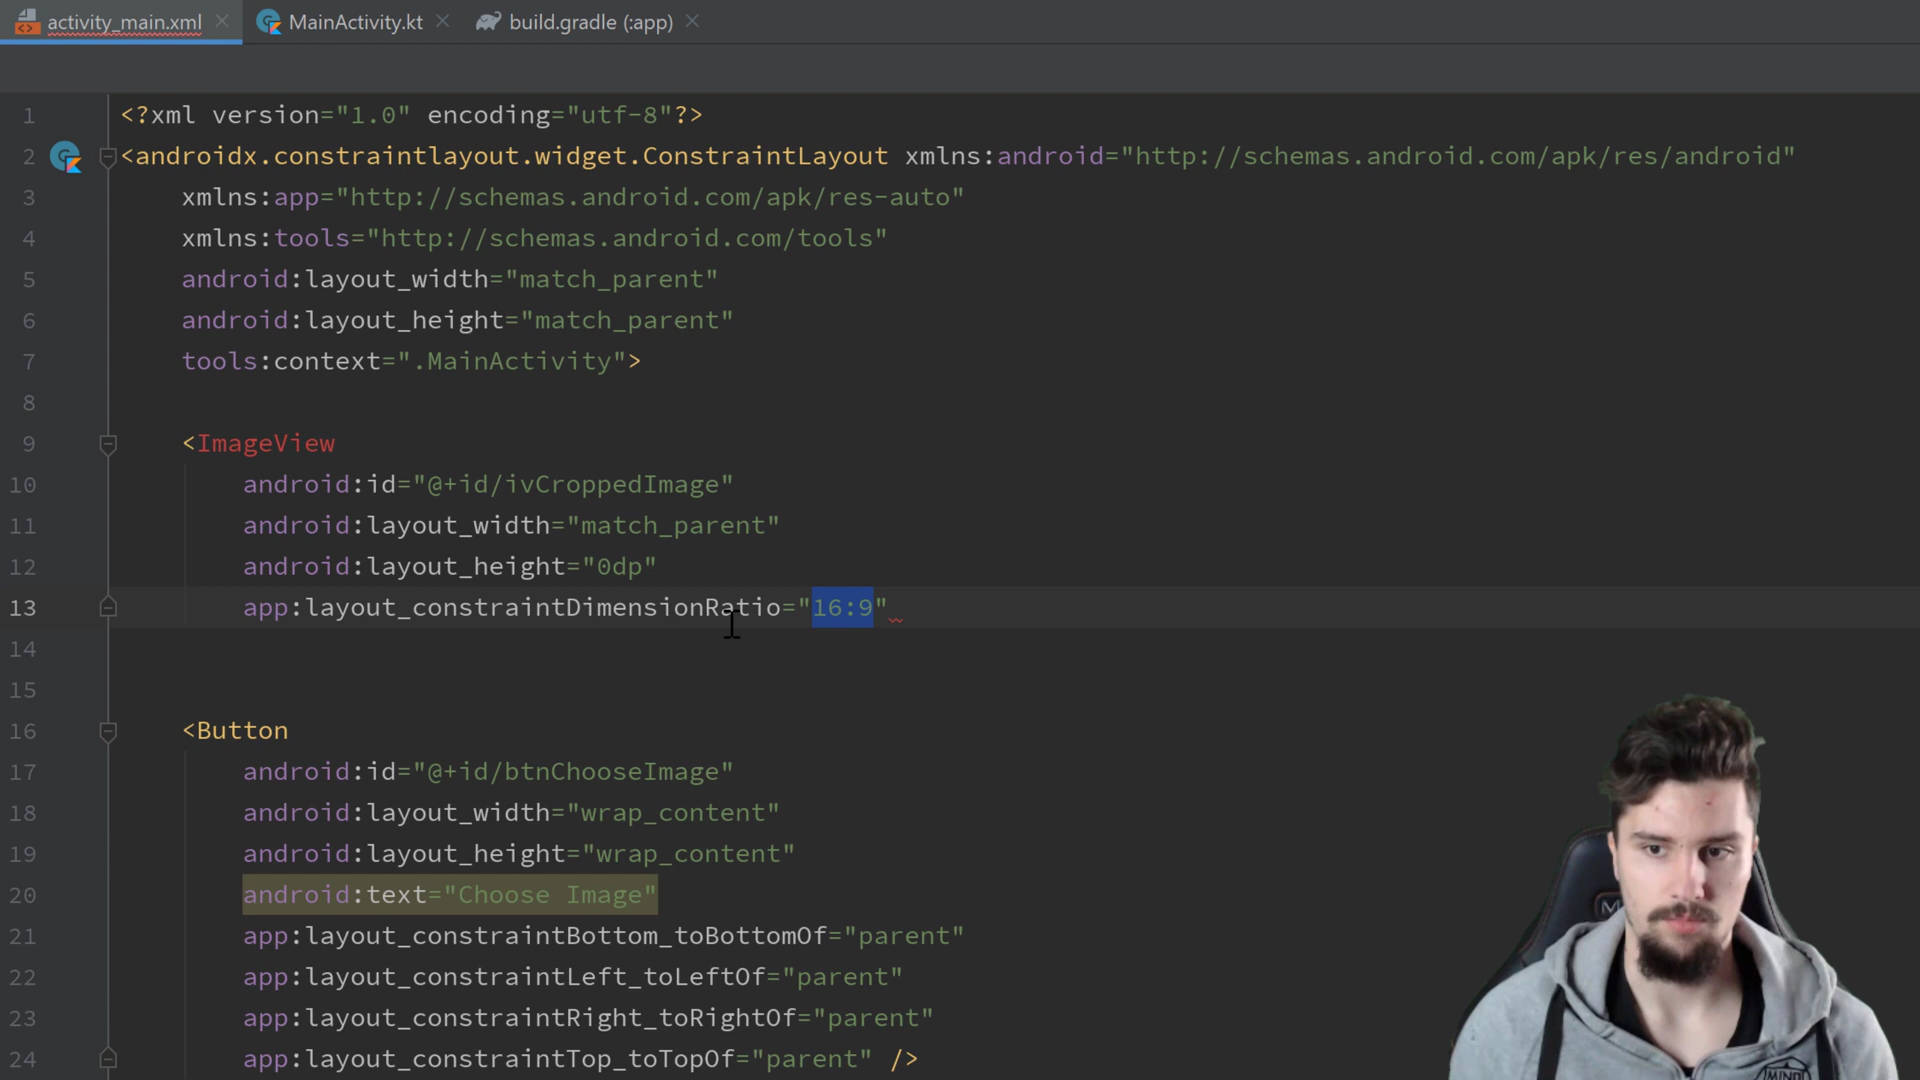 activity_main.xml
MainActivity.kt
build.gradle (:app)
1 <?xml version="1.0" encoding="utf-8"?>
2 <androidx.constraintlayout.widget.ConstraintLayout xmlns:android="http://schemas.android.com/apk/res/android"
3 xmlns:app="http://schemas.android.com/apk/res-auto"
4 xmlns:tools="http://schemas.android.com/tools"
5 android:layout_width="match_parent"
6 android:layout_height="match_parent"
7 tools:context=".MainActivity">
8
9 <ImageView
10 android:id="@+id/ivCroppedImage"
11 android:layout_width="match_parent"
12 android:layout_height="0dp"
13 app:layout_constraintDimensionRatio="16:9"
14
15
16 <Button
17 android:id="@+id/btnChooseImage"
18 android:layout_width="wrap_content"
19 android:layout_height="wrap_content"
20 android:text="Choose Image"
21 app:layout_constraintBottom_toBottomOf="parent"
22 app:layout_constraintLeft_toLeftOf="parent"
23 app:layout_constraintRight_toRightOf="parent"
24 app:layout_constraintTop_toTopOf="parent" />
MIND